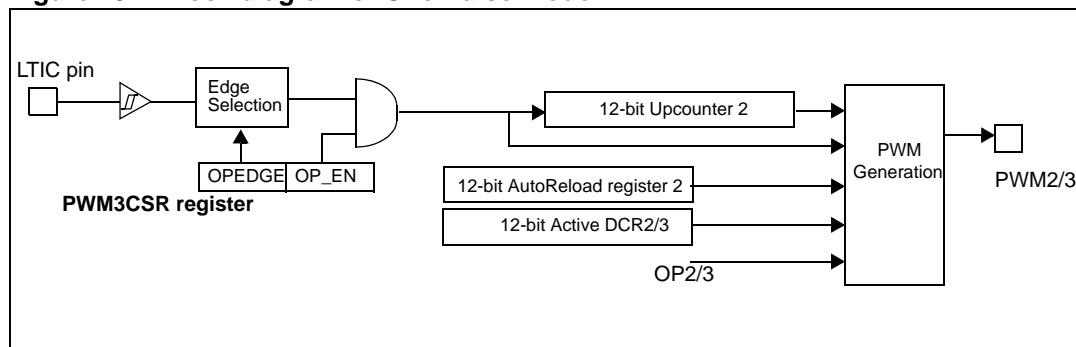 LTIC pin
Edge
Selection
12-bit Upcounter 2
OPEDGE OP_EN
PWM3CSR register
12-bit AutoReload register 2
12-bit Active DCR2/3
OP2/3
PWM
Generation
PWM2/3